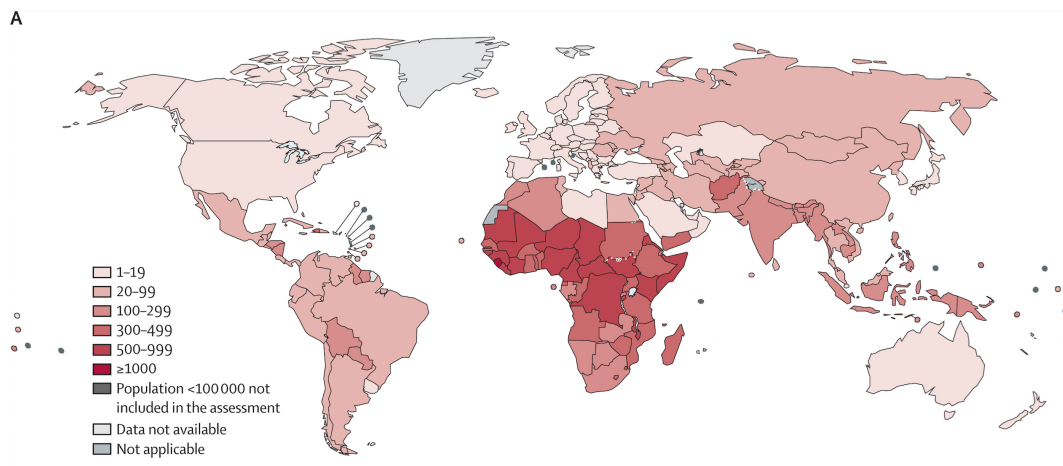 A
1–19
20–99
100–299
300–499
500–999
≥1000
Population <100 000 not
included in the assessment
Data not available
Not applicable